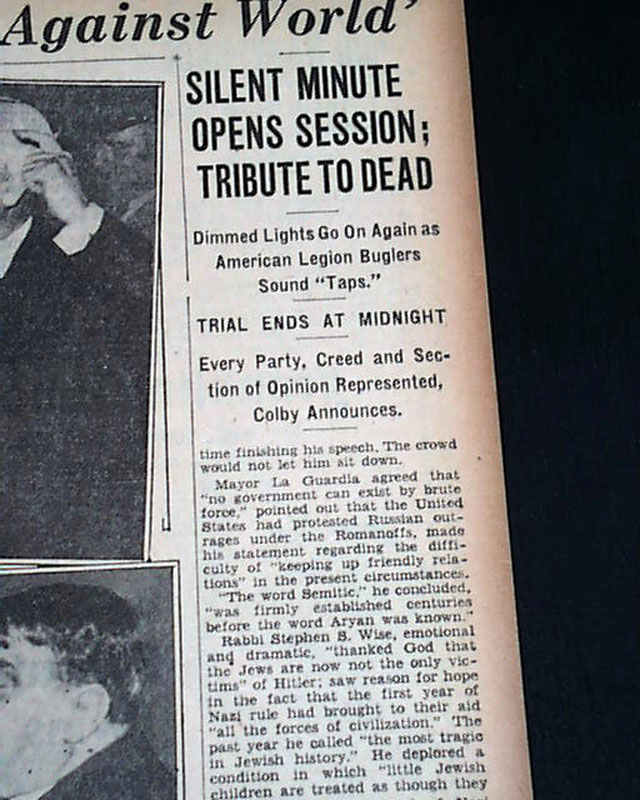 Against World'
SILENT MINUTE
OPENS SESSION;
TRIBUTE TO DEAD
Dimmed Lights Go On Again as
American Legion Buglers
Sound "Taps."
TRIAL ENDS AT MIDNIGHT
Every Party, Creed and Sec-
tion of Opinion Represented,
Colby Announces.
time finishing his speech. The crowd
would not let him sit down.
Mayor La Guardia agreed that
"no government can exist by brute
force," pointed out that the United
States had protested Russian out-
rages under the Romanoffs, made
his statement regarding the diffi-
culty of "keeping up friendly rela-
tions" in the present circumstances.
"The word Semitic," he concluded,
"was firmly established centuries
before the word Aryan was known."
Rabbi Stephen S. Wise, emotional
and dramatic, "thanked God that
the Jews are now not the only vic-
tims" of Hitler; saw reason for hope
in the fact that the first year of
Nazi rule had brought to their aid
"all the forces of civilization." The
past year he called "the most tragic
in Jewish history." He deplored a
condition in which "little Jewish
children are treated as though they